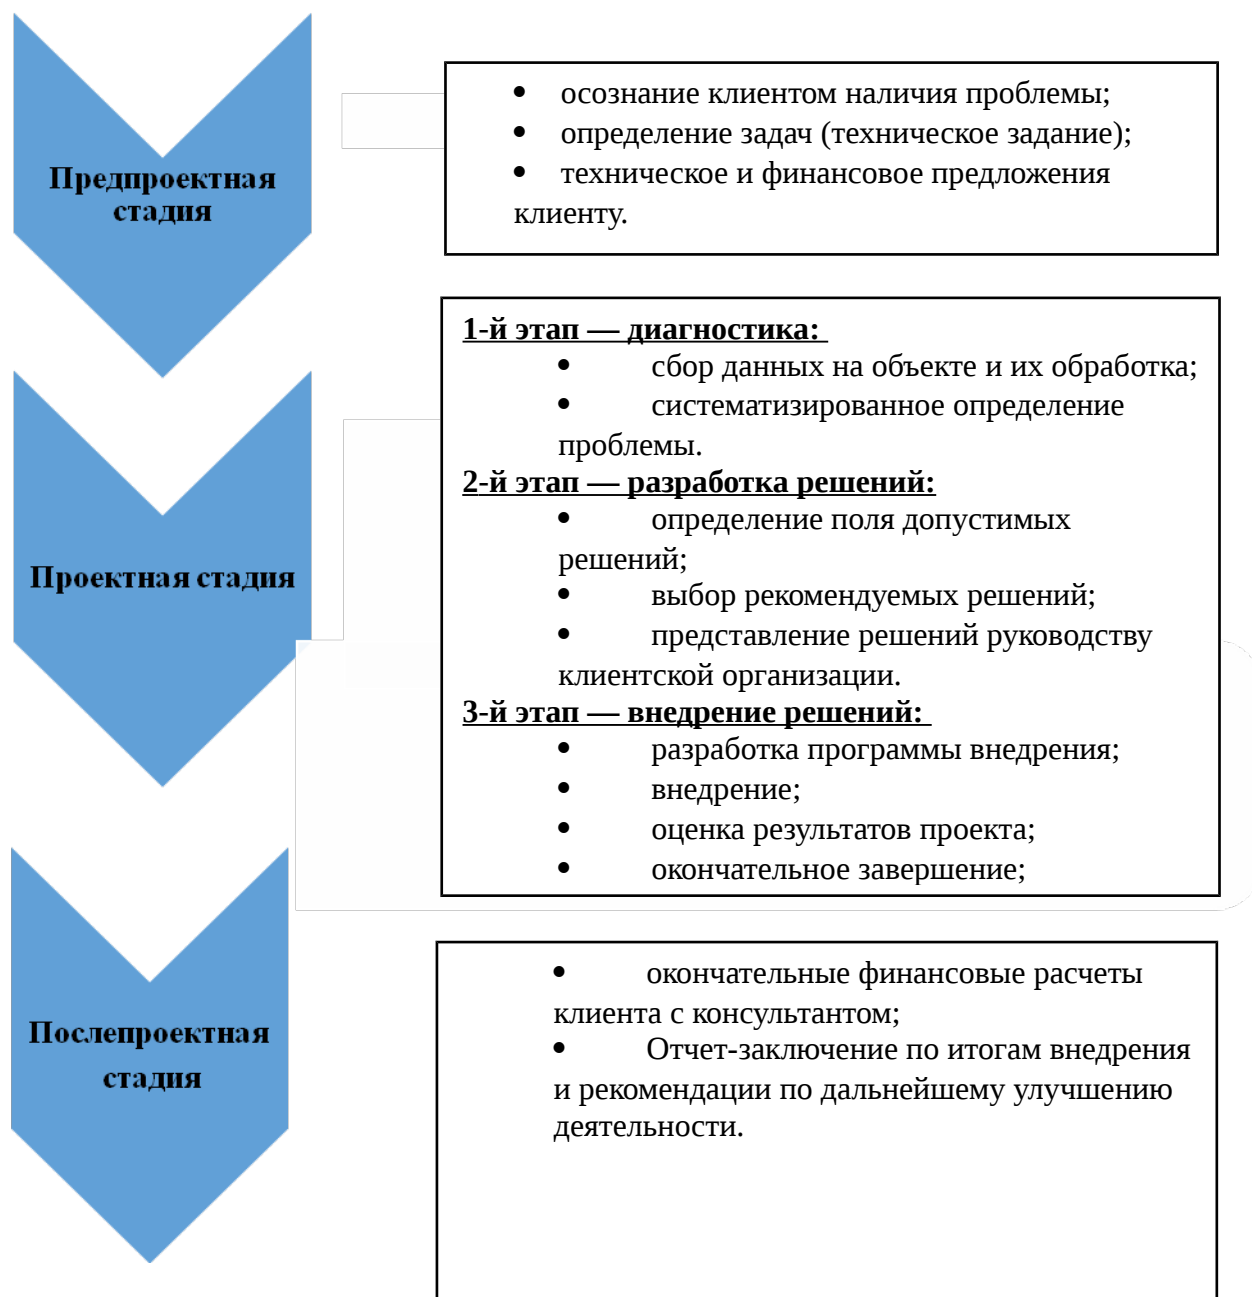 Предпроектная
стадия
• осознание клиентом наличия проблемы;
• определение задач (техническое задание);
• техническое и финансовое предложения
клиенту.
Проектная стадия
1-й этап — диагностика:
• сбор данных на объекте и их обработка;
• систематизированное определение
проблемы.
2-й этап — разработка решений:
• определение поля допустимых
решений;
• выбор рекомендуемых решений;
• представление решений руководству
клиентской организации.
3-й этап — внедрение решений:
• разработка программы внедрения;
• внедрение;
• оценка результатов проекта;
• окончательное завершение;
Послепроектная
стадия
• окончательные финансовые расчеты
клиента с консультантом;
• Отчет-заключение по итогам внедрения
и рекомендации по дальнейшему улучшению
деятельности.